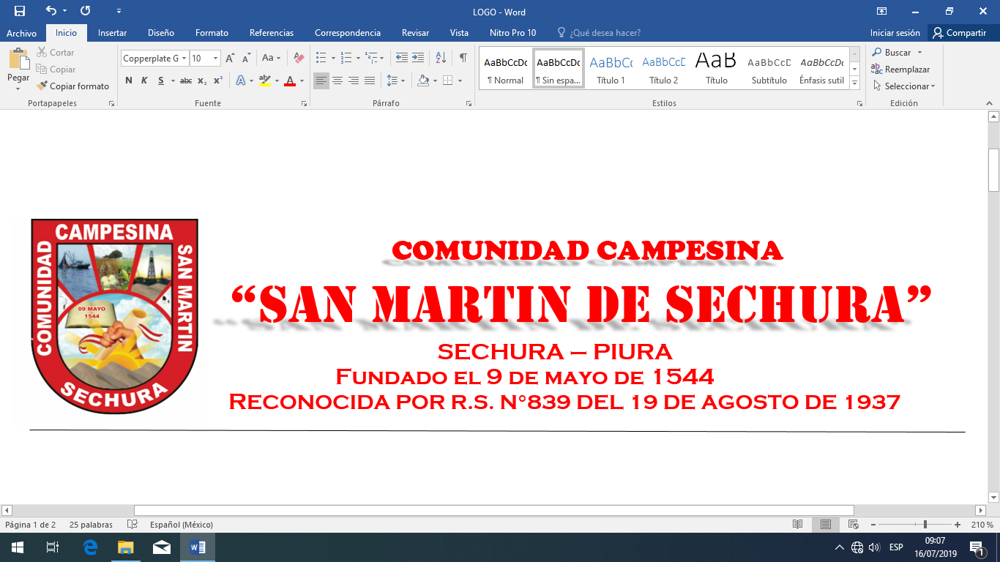 LOGO - Word
Archivo Inicio Insertar Diseño Formato Referencias Correspondencia Revisar Vista Nitro Pro 10 ¿Qué desea hacer? Iniciar sesión Compartir
Pegar
Cortar
Copiar
Copiar formato
Portapapeles
Copperplate G 10
Aa
N K S abc x₂ x² A ab A
Fuente
Párrafo
AaBbCcDc AaBbCcDc AaBbCc AaBbCcD AaB AaBbCcD AaBbCcDc
¶ Normal ¶ Sin espa... Título 1 Título 2 Título Subtítulo Énfasis sutil
Estilos
Buscar
Reemplazar
Seleccionar
Edición
COMUNIDAD CAMPESINA SAN MARTIN
09 MAYO
1544
SECHURA
COMUNIDAD CAMPESINA
“SAN MARTIN DE SECHURA”
SECHURA – PIURA
FUNDADO EL 9 DE MAYO DE 1544
RECONOCIDA POR R.S. N°839 DEL 19 DE AGOSTO DE 1937
Página 1 de 2 25 palabras Español (México) 210 %
ESP
09:07
16/07/2019
1